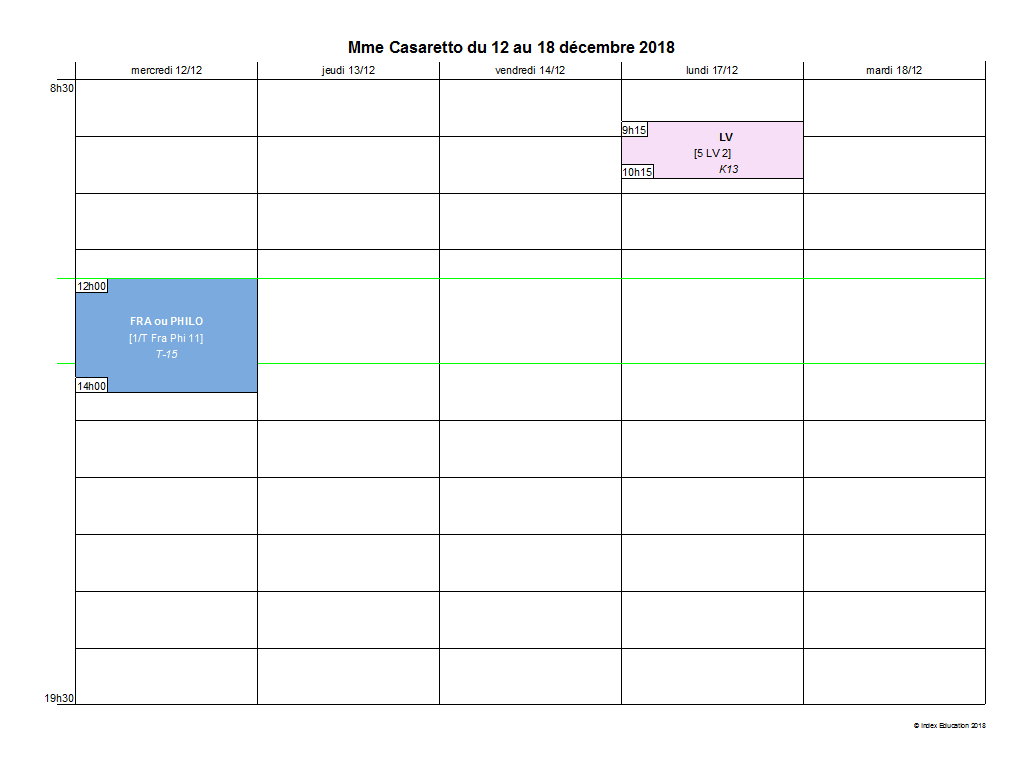 Mme Casaretto du 12 au 18 décembre 2018
mercredi 12/12
jeudi 13/12
vendredi 14/12
lundi 17/12
mardi 18/12
8h30
9h15
LV
[5 LV 2]
10h15
K13
12h00
FRA ou PHILO
[1/T Fra Phi 11]
T-15
14h00
19h30
© Index Education 2018